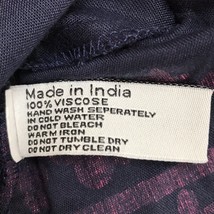 Made in India
100% VISCOSE
HAND WASH SEPERATELY
IN COLD WATER
DO NOT BLEACH
WARM IRON
DO NOT TUMBLE DRY
DO NOT DRY CLEAN